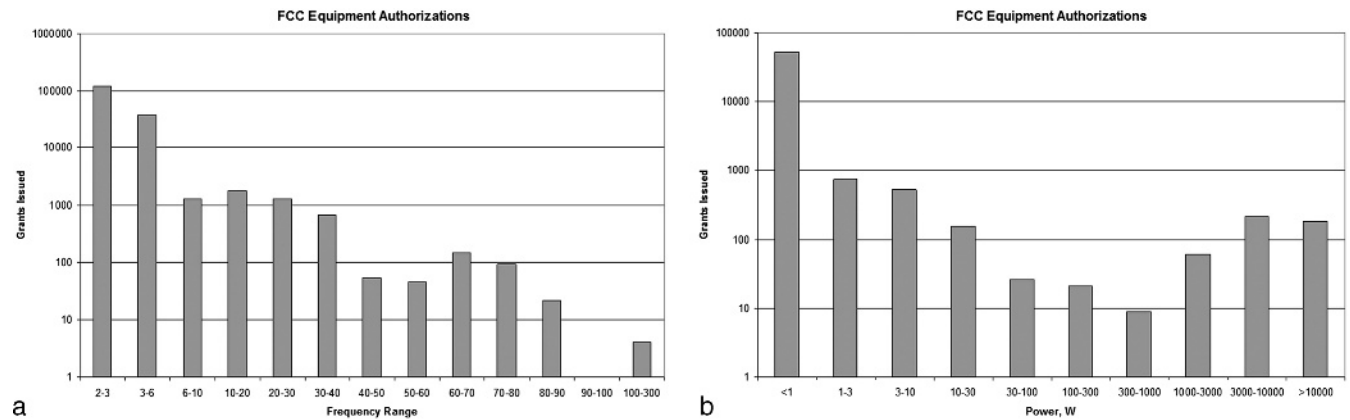 FCC Equipment Authorizations
1000000
100000
10000
1000
100
10
1
Grants Issued
2-3 3-6 6-10 10-20 20-30 30-40 40-50 50-60 60-70 70-80 80-90 90-100 100-300
Frequency Range
a
FCC Equipment Authorizations
100000
10000
1000
100
10
1
Grants Issued
<1 1-3 3-10 10-30 30-100 100-300 300-1000 1000-3000 3000-10000 >10000
Power, W
b